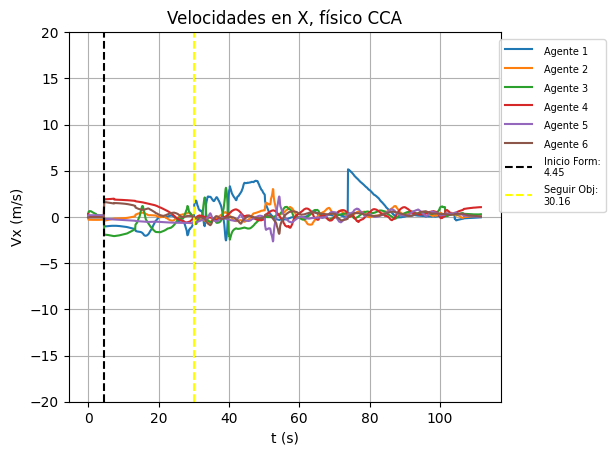 Velocidades en X, físico CCA
Vx (m/s)
20
15
10
5
0
−5
−10
−15
−20
0
20
40
60
80
100
t (s)
Agente 1
Agente 2
Agente 3
Agente 4
Agente 5
Agente 6
Inicio Form:
4.45
Seguir Obj:
30.16